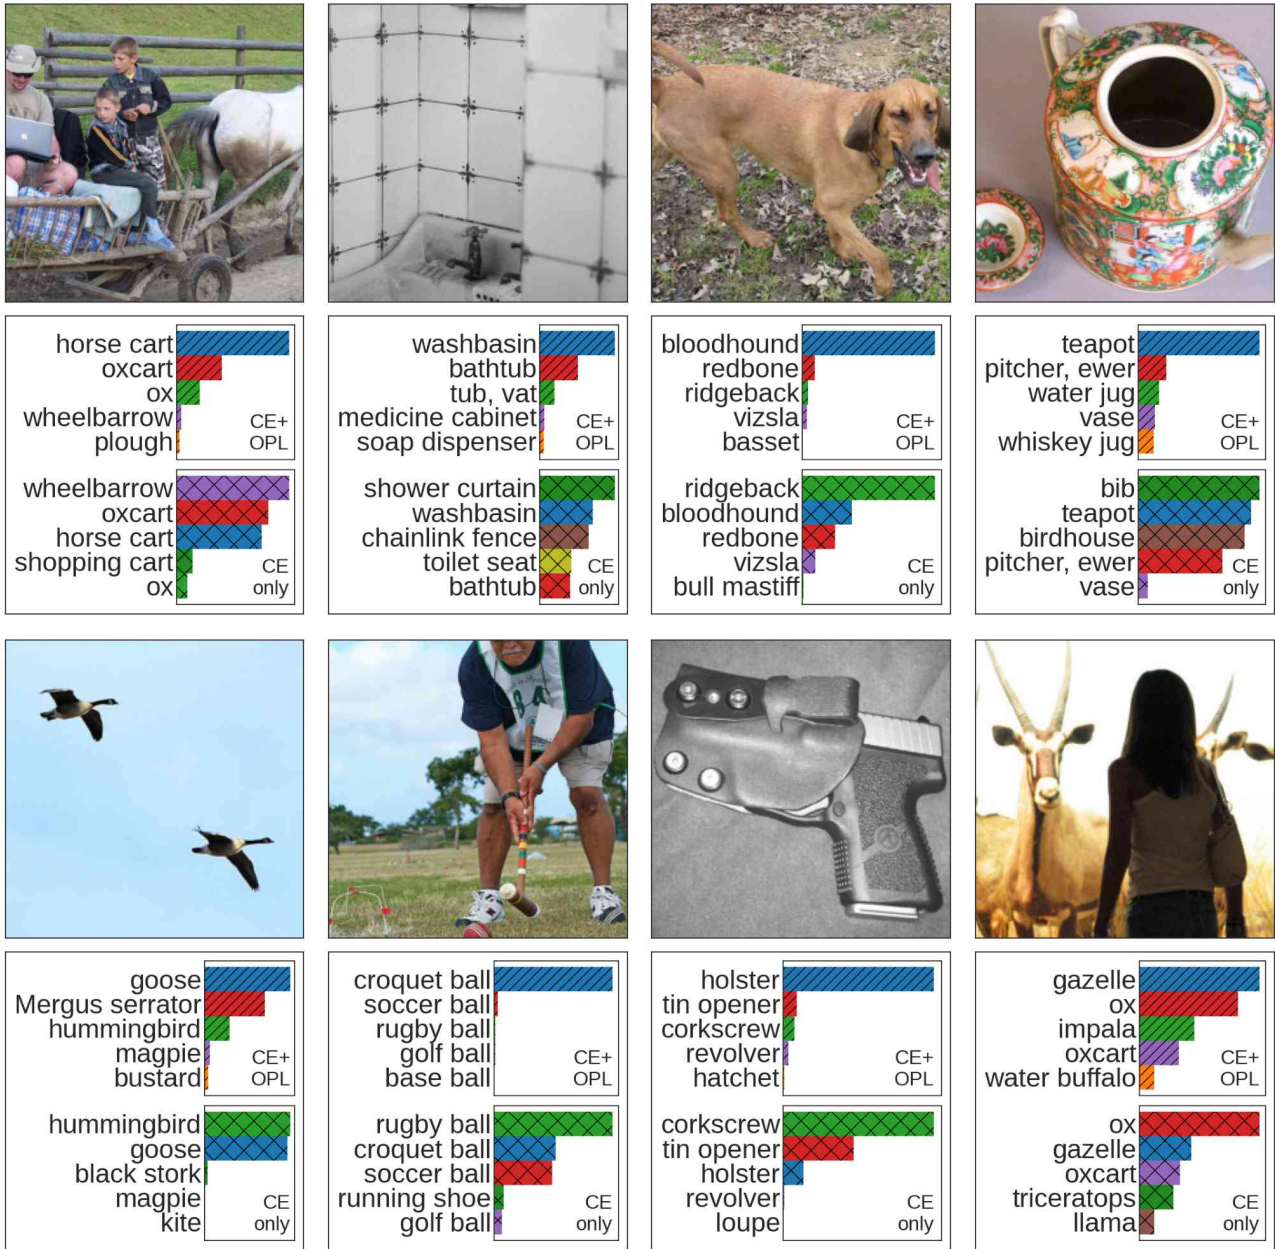 horse cart
oxcart
ox
wheelbarrow
plough
CE+
OPL
wheelbarrow
oxcart
horse cart
shopping cart
ox
CE
only
washbasin
bathtub
tub, vat
medicine cabinet
soap dispenser
CE+
OPL
shower curtain
washbasin
chainlink fence
toilet seat
bathtub
CE
only
bloodhound
redbone
ridgeback
vizsla
basset
CE+
OPL
ridgeback
bloodhound
redbone
vizsla
bull mastiff
CE
only
teapot
pitcher, ewer
water jug
vase
whiskey jug
CE+
OPL
bib
teapot
birdhouse
pitcher, ewer
vase
CE
only
84
goose
Mergus serrator
hummingbird
magpie
bustard
CE+
OPL
hummingbird
goose
black stork
magpie
kite
CE
only
croquet ball
soccer ball
rugby ball
golf ball
base ball
CE+
OPL
rugby ball
croquet ball
soccer ball
running shoe
golf ball
CE
only
holster
tin opener
corkscrew
revolver
hatchet
CE+
OPL
corkscrew
tin opener
holster
revolver
loupe
CE
only
gazelle
ox
impala
oxcart
water buffalo
CE+
OPL
ox
gazelle
oxcart
triceratops
llama
CE
only